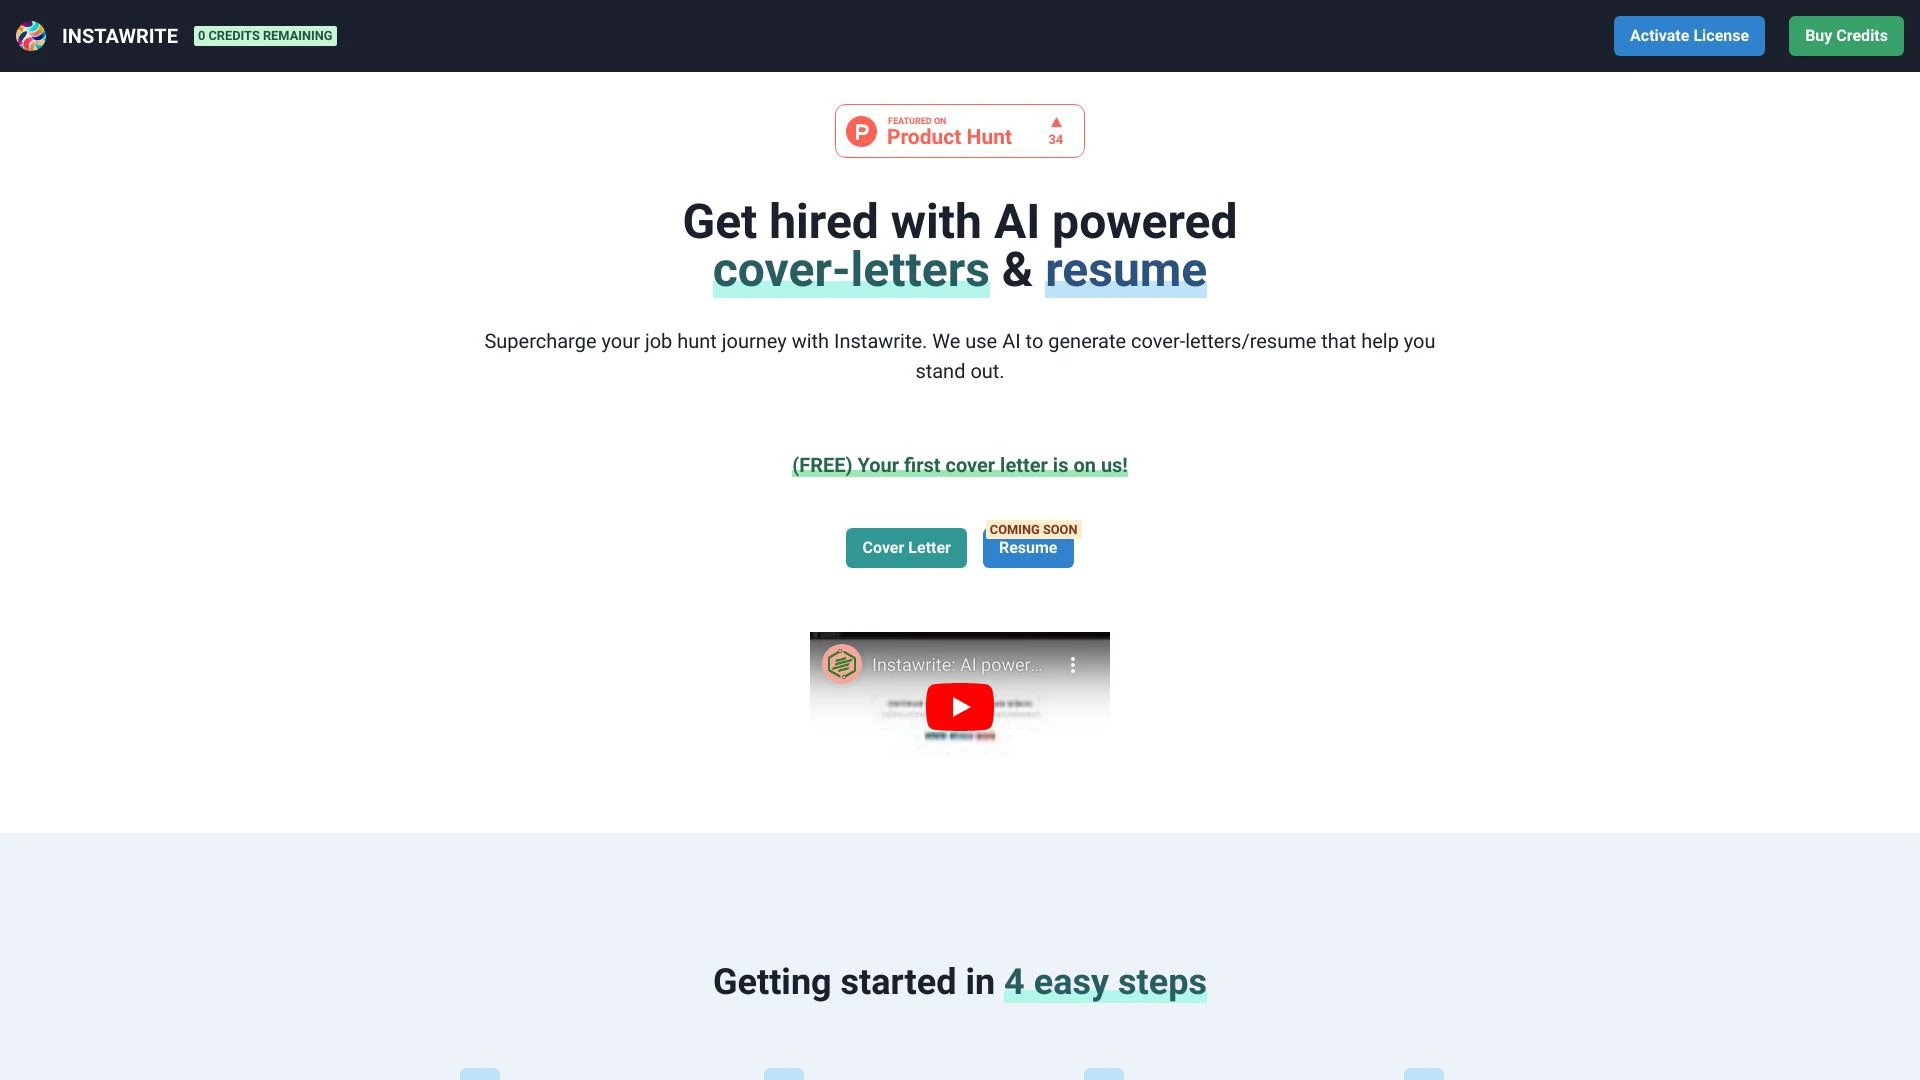 INSTAWRITE
0 CREDITS REMAINING
Activate License
Buy Credits
FEATURED ON
P
Product Hunt
34
Get hired with AI powered
cover-letters & resume
Supercharge your job hunt journey with Instawrite. We use AI to generate cover-letters/resume that help you
stand out.
(FREE) Your first cover letter is on us!
COMING SOON
Cover Letter
Resume
Instawrite: AI power...
Getting started in 4 easy steps